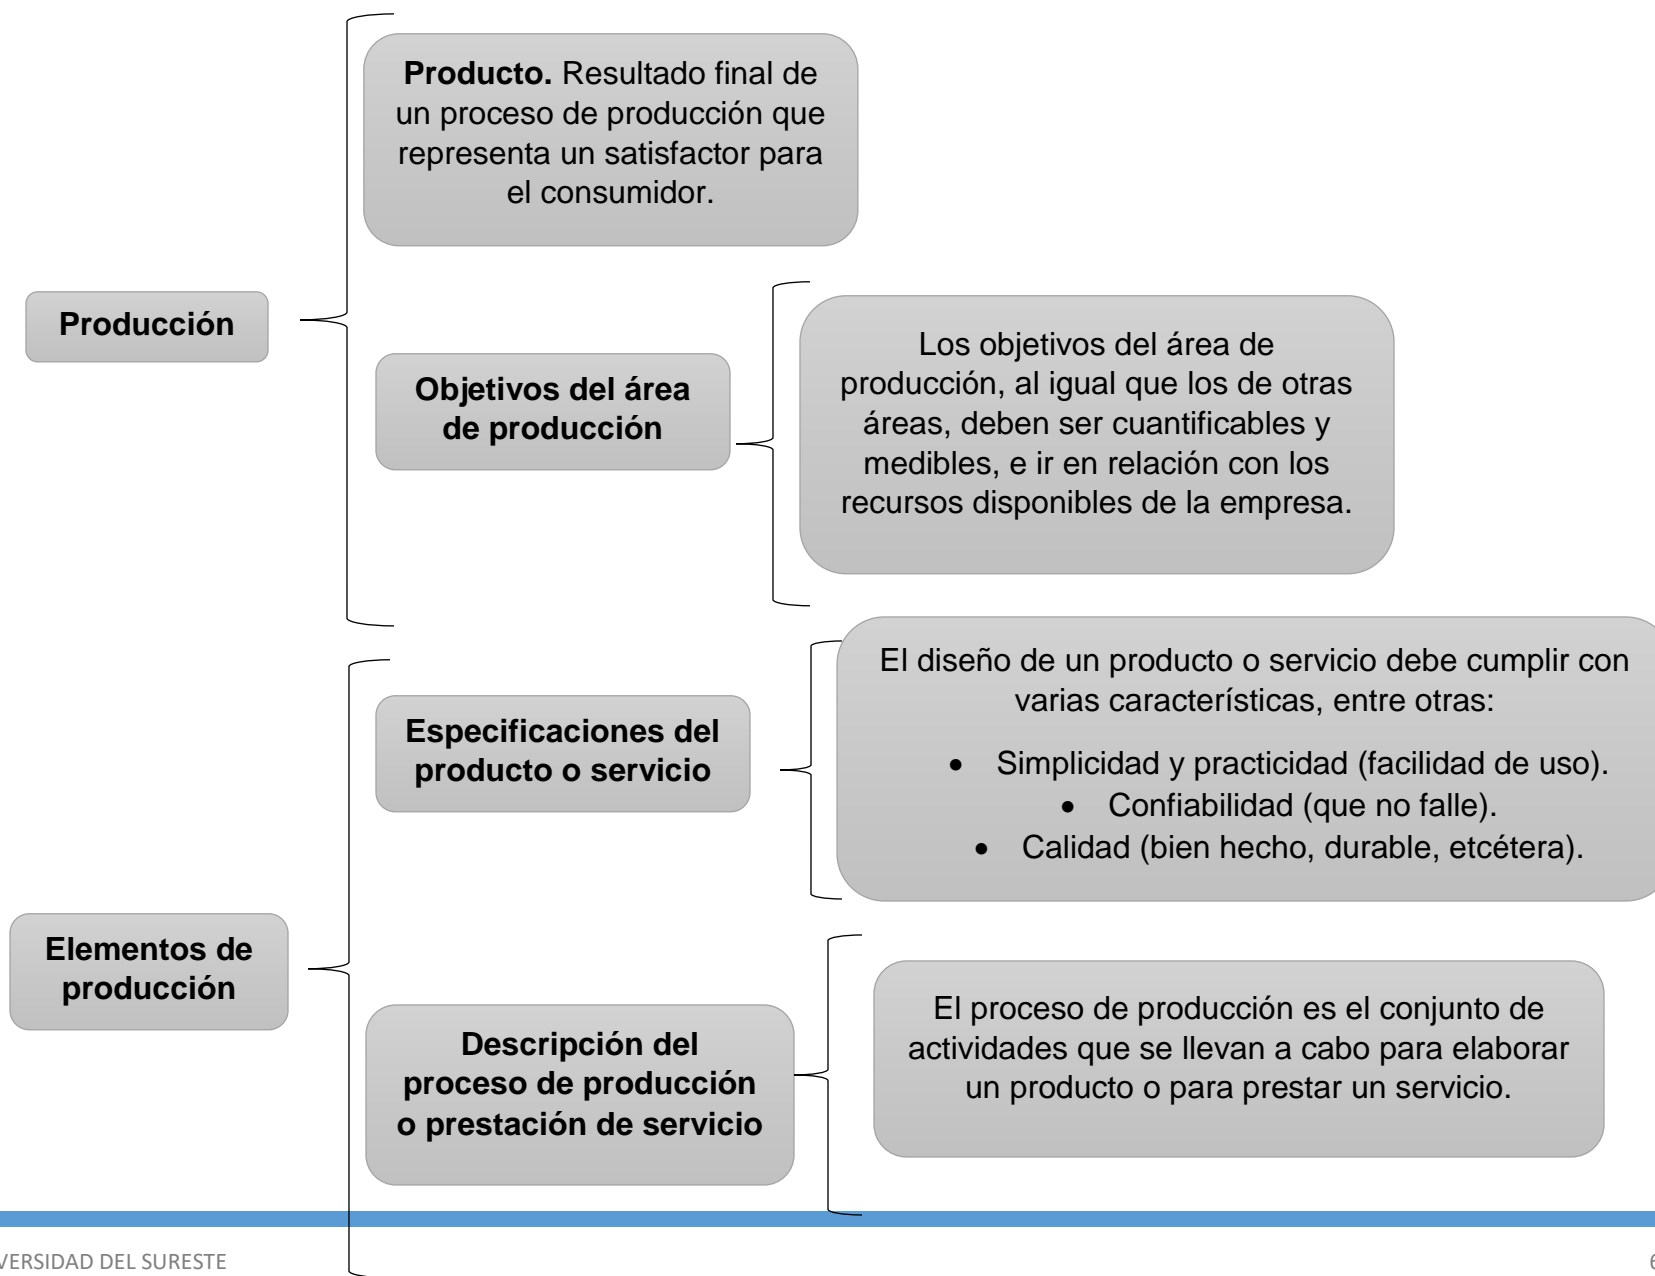 Producto. Resultado final de
un proceso de producción que
representa un satisfactor para
el consumidor.
Producción
Objetivos del área
de producción
Los objetivos del área de
producción, al igual que los de otras
áreas, deben ser cuantificables y
medibles, e ir en relación con los
recursos disponibles de la empresa.
Especificaciones del
producto o servicio
El diseño de un producto o servicio debe cumplir con
varias características, entre otras:
• Simplicidad y practicidad (facilidad de uso).
• Confiabilidad (que no falle).
• Calidad (bien hecho, durable, etcétera).
Elementos de
producción
Descripción del
proceso de producción
o prestación de servicio
El proceso de producción es el conjunto de
actividades que se llevan a cabo para elaborar
un producto o para prestar un servicio.
VERSIDAD DEL SURESTE
6